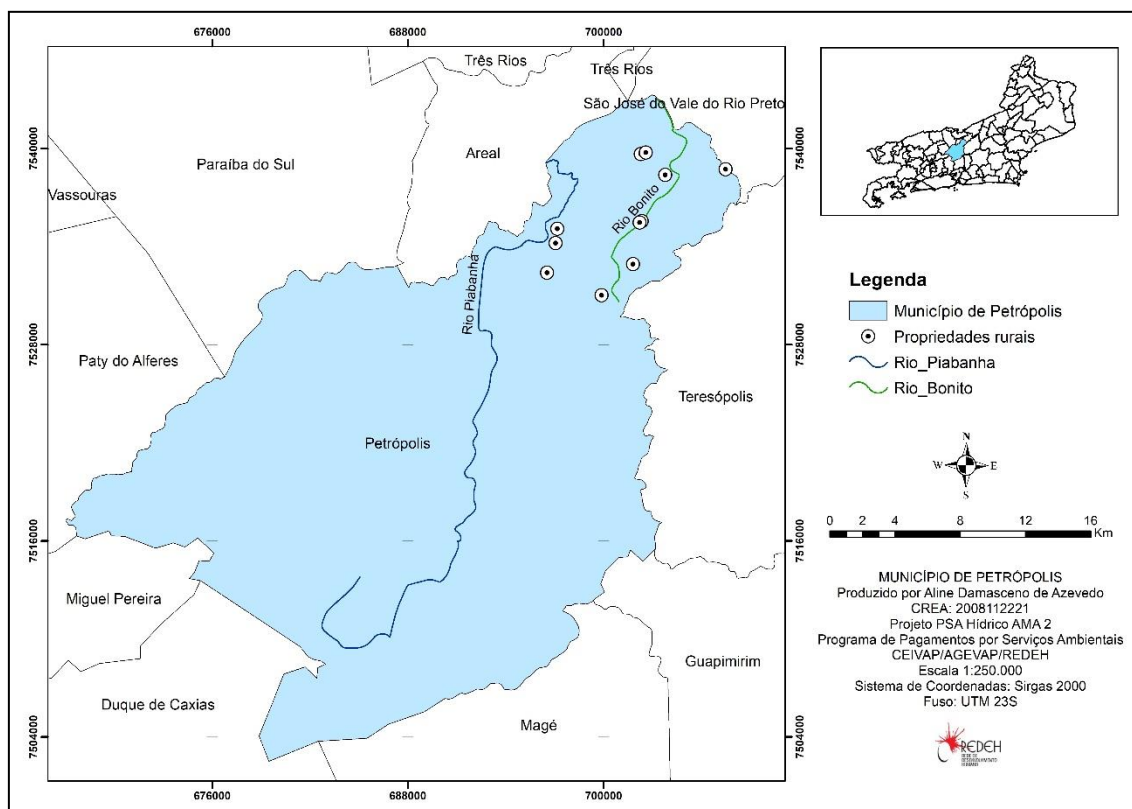 676000
688000
700000
Três Rios
Três Rios
São José do Vale do Rio Preto
Areal
Paraíba do Sul
Vassouras
Rio Bonito
Rio Piabanha
Paty do Alferes
Teresópolis
Petrópolis
Miguel Pereira
Guapimirim
Duque de Caxias
Magé
7540000
7528000
7516000
7504000
7540000
7528000
7516000
7504000
676000
688000
700000
Legenda
Município de Petrópolis
Propriedades rurais
Rio_Piabanha
Rio_Bonito
N
W
E
S
0 2 4 8 12 16
Km
MUNICÍPIO DE PETRÓPOLIS
Produzido por Aline Damasceno de Azevedo
CREA: 2008112221
Projeto PSA Hídrico AMA 2
Programa de Pagamentos por Serviços Ambientais
CEIVAP/AGEVAP/REDEH
Escala 1:250.000
Sistema de Coordenadas: Sirgas 2000
Fuso: UTM 23S
REDEH
REDE DE
DESENVOLVIMENTO
HUMANO